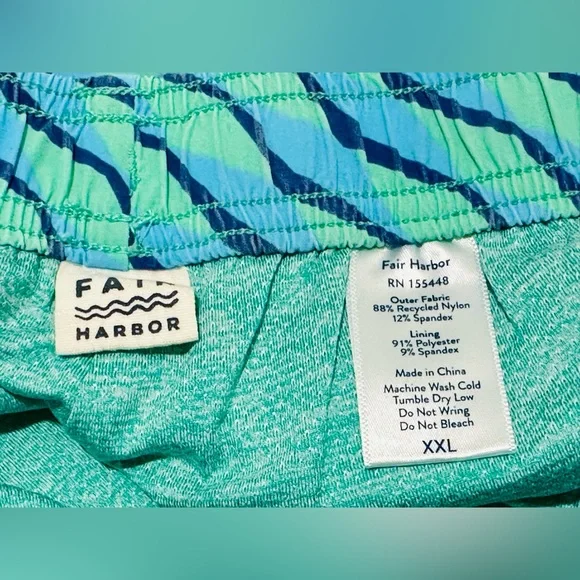 FAIR
HARBOR
Fair Harbor
RN 155448
Outer Fabric
88% Recycled Nylon
12% Spandex
Lining
91% Polyester
9% Spandex
Made in China
Machine Wash Cold
Tumble Dry Low
Do Not Wring
Do Not Bleach
XXL